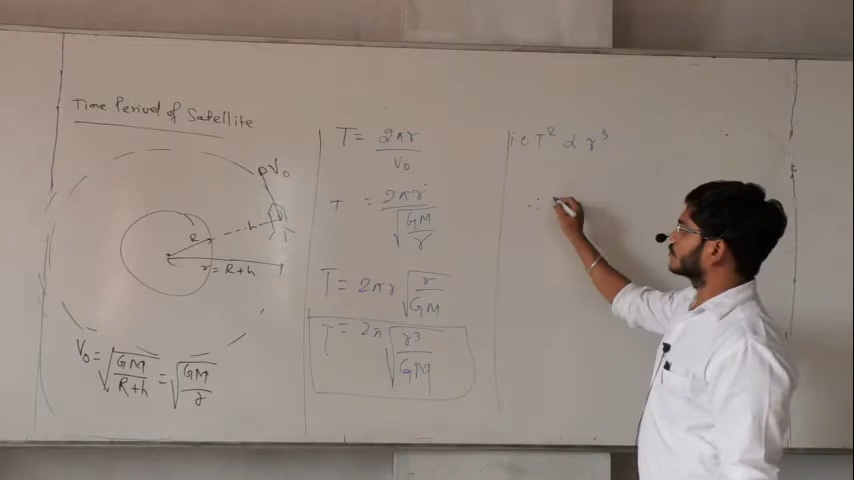 Time Period of Satellite
V₀
R
h
r = R+h
V₀ = √(GM/(R+h)) = √(GM/r)
T = 2πr/V₀
T = 2πr/√(GM/r)
T = 2πr √(r/GM)
T = 2π √(r³/GM)
i.e. T² ∝ r³
∴